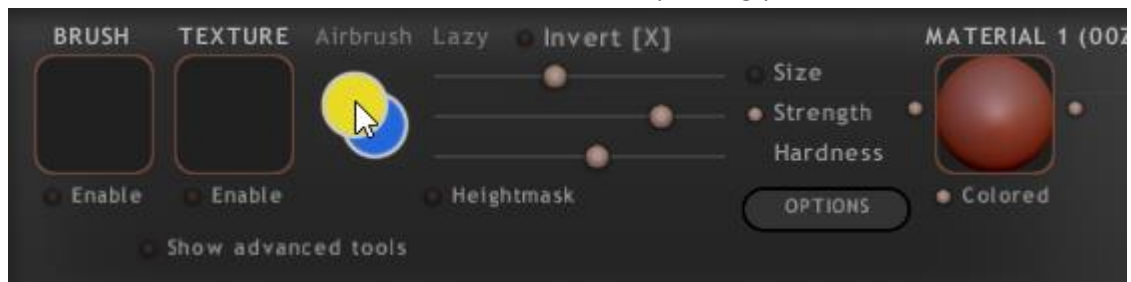 BRUSH TEXTURE Airbrush Lazy Invert [X] MATERIAL 1 (00Z
Size
Strength
Hardness
Enable Enable Heightmask OPTIONS Colored
Show advanced tools